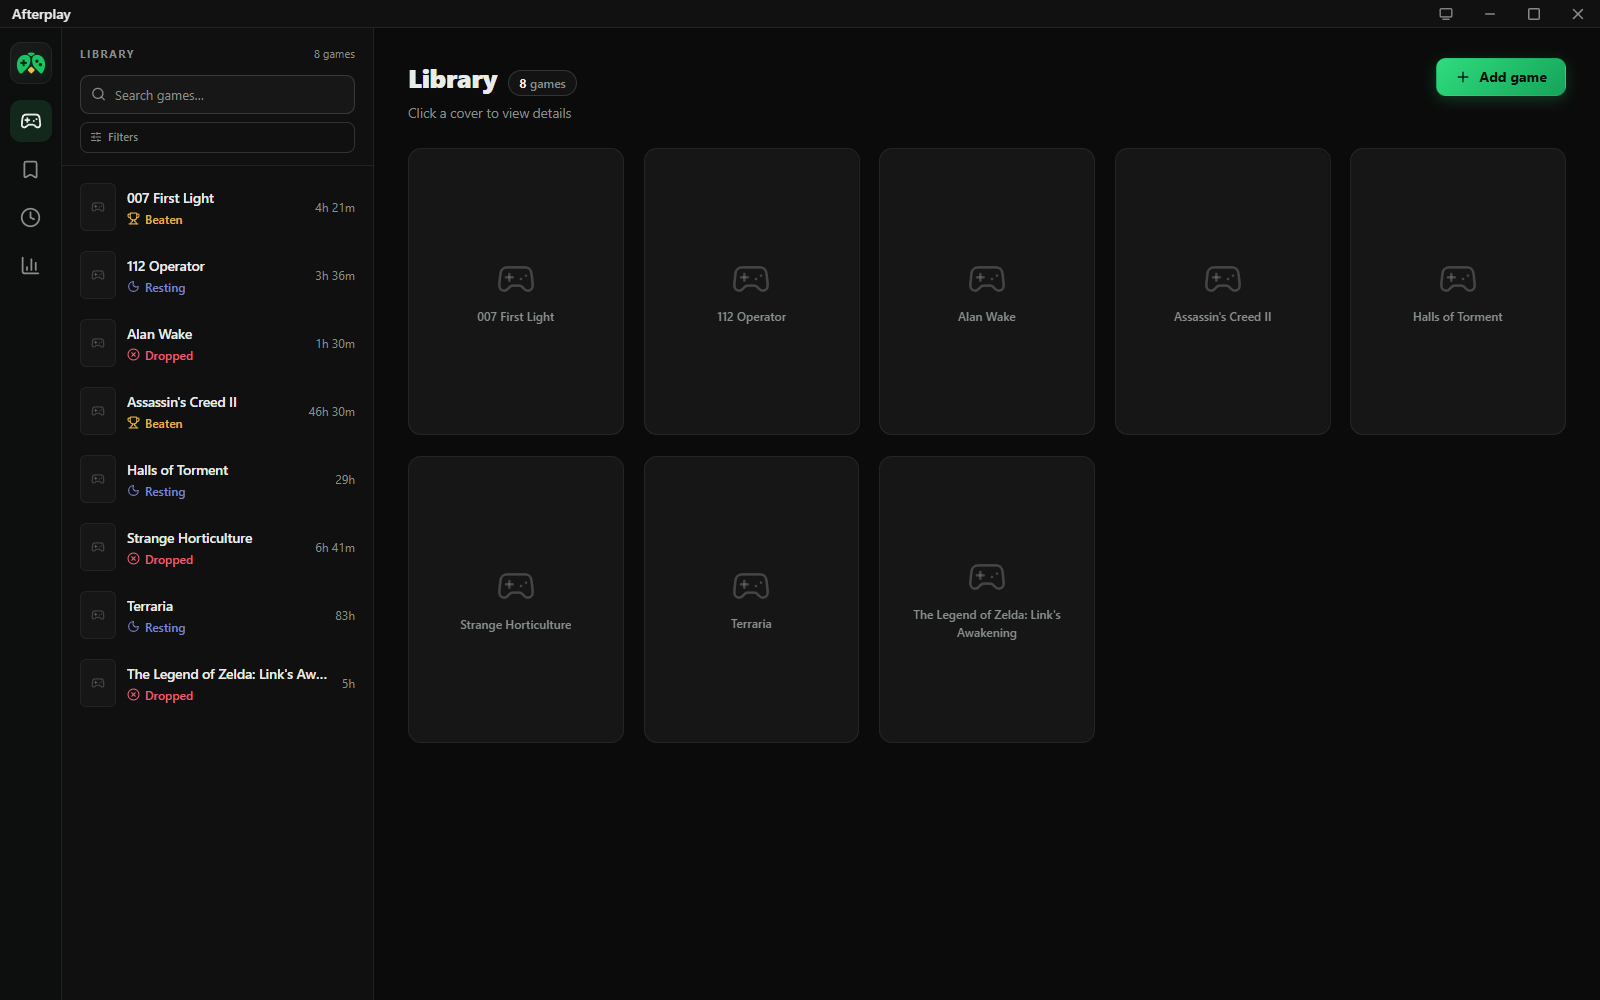 Afterplay
LIBRARY
8 games
Search games...
Filters
007 First Light
Beaten
4h 21m
112 Operator
Resting
3h 36m
Alan Wake
Dropped
1h 30m
Assassin's Creed II
Beaten
46h 30m
Halls of Torment
Resting
29h
Strange Horticulture
Dropped
6h 41m
Terraria
Resting
83h
The Legend of Zelda: Link's Aw...
Dropped
5h
Library
8 games
Click a cover to view details
Add game
007 First Light
112 Operator
Alan Wake
Assassin's Creed II
Halls of Torment
Strange Horticulture
Terraria
The Legend of Zelda: Link's
Awakening